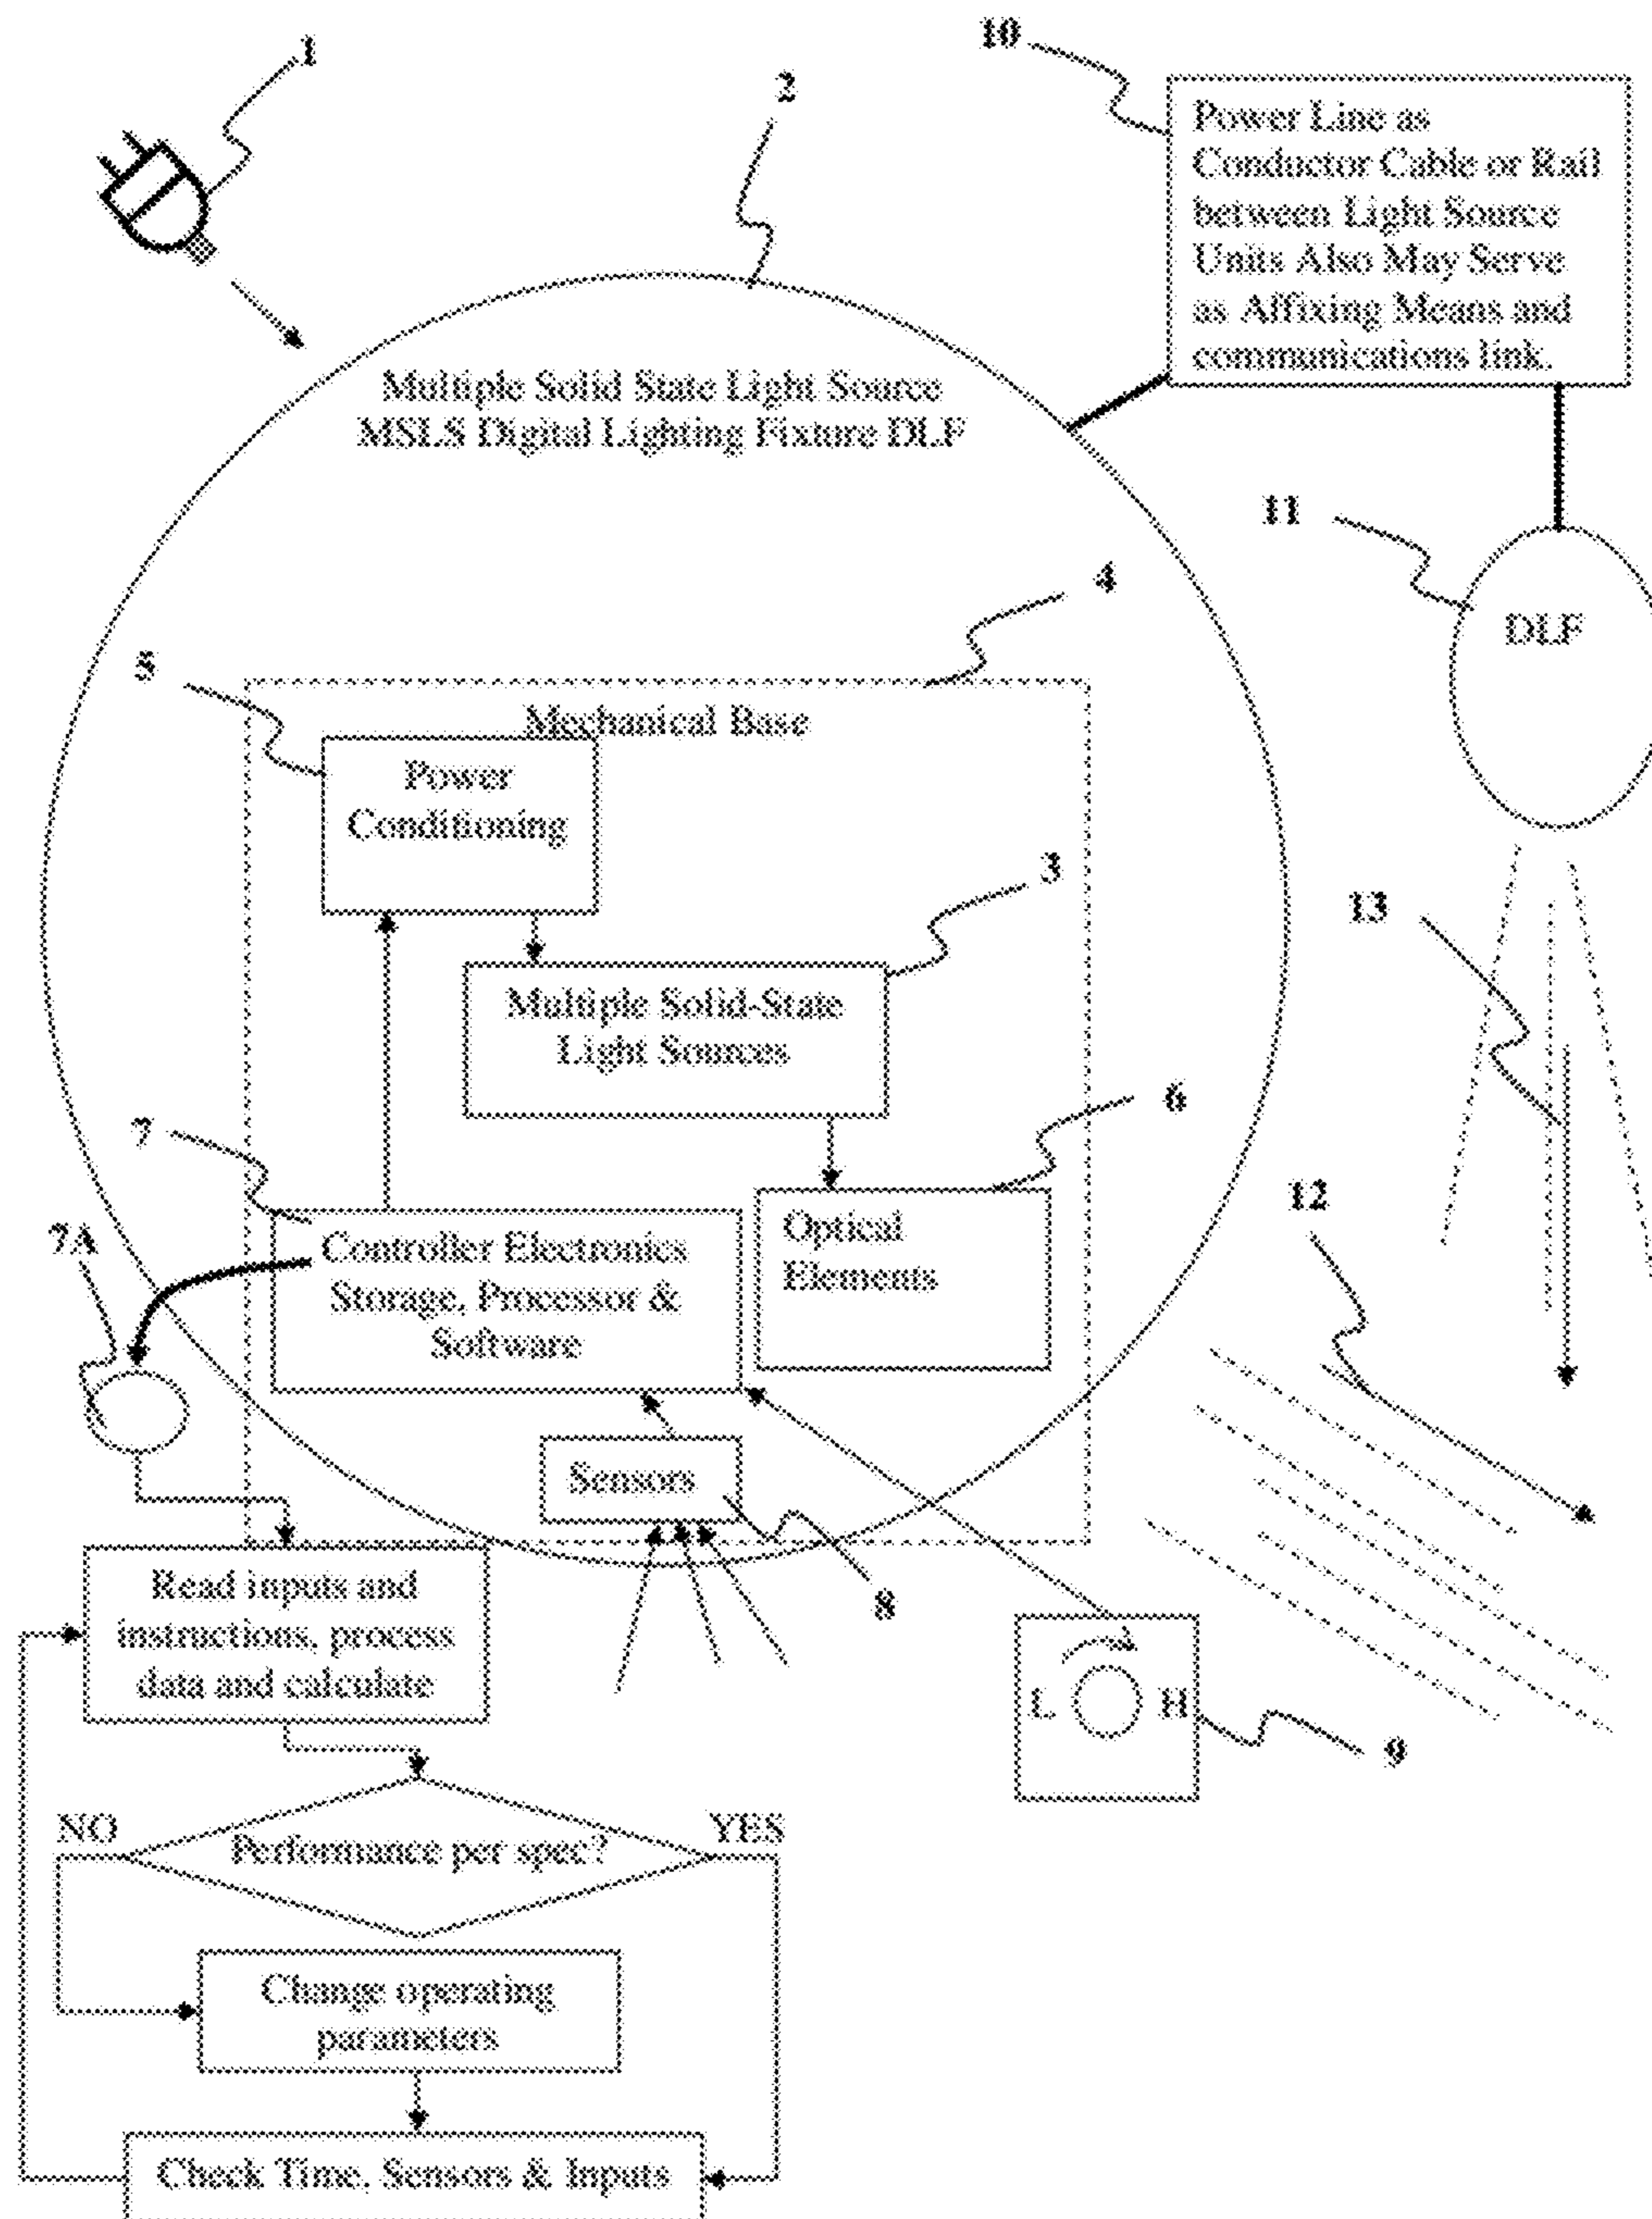 1
10
2
Power Line as
Conductor Cable or Rail
between Light Source
Units Also May Serve
as Affixing Means and
communications link.
Multiple Solid State Light Source
MSLS Digital Lighting Fixture DLF
11
4
DLF
5
Mechanical Base
Power
Conditioning
3
13
Multiple Solid-State
Light Sources
6
7
12
7A
Optical
Elements
Controller Electronics
Storage, Processor &
Software
Sensors
8
Read inputs and
instructions, process
data and calculate
L H
9
NO
YES
Performance per spec?
Change operating
parameters
Check Time, Sensors & Inputs